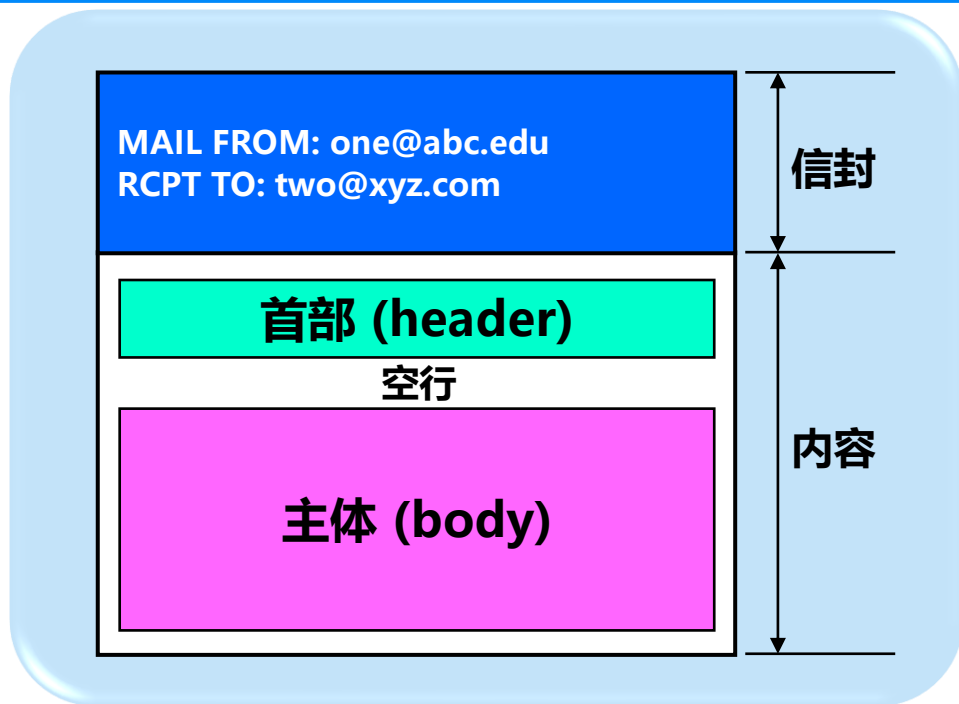 MAIL FROM: one@abc.edu
RCPT TO: two@xyz.com
信封
首部 (header)
空行
内容
主体 (body)